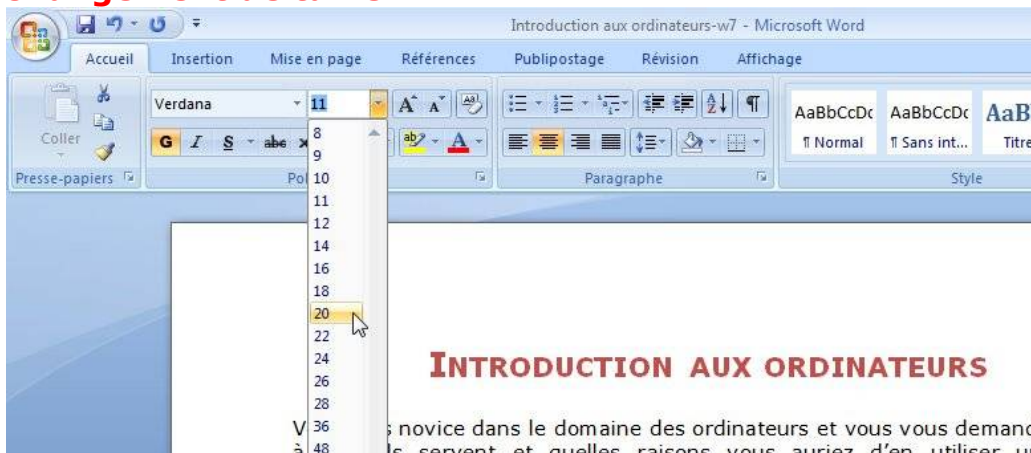 Introduction aux ordinateurs-w7 - Microsoft Word
Accueil Insertion Mise en page Références Publipostage Révision Affichage
Verdana 11
AaBbCcDc AaBbCcDc AaB
Coller
G I S abe
¶ Normal ¶ Sans int... Titre
Presse-papiers Pol Paragraphe Style
8
9
10
11
12
14
16
18
20
22
24
26
28
36
48
INTRODUCTION AUX ORDINATEURS
V s novice dans le domaine des ordinateurs et vous vous demand
à ls servent et quelles raisons vous auriez d'en utiliser u